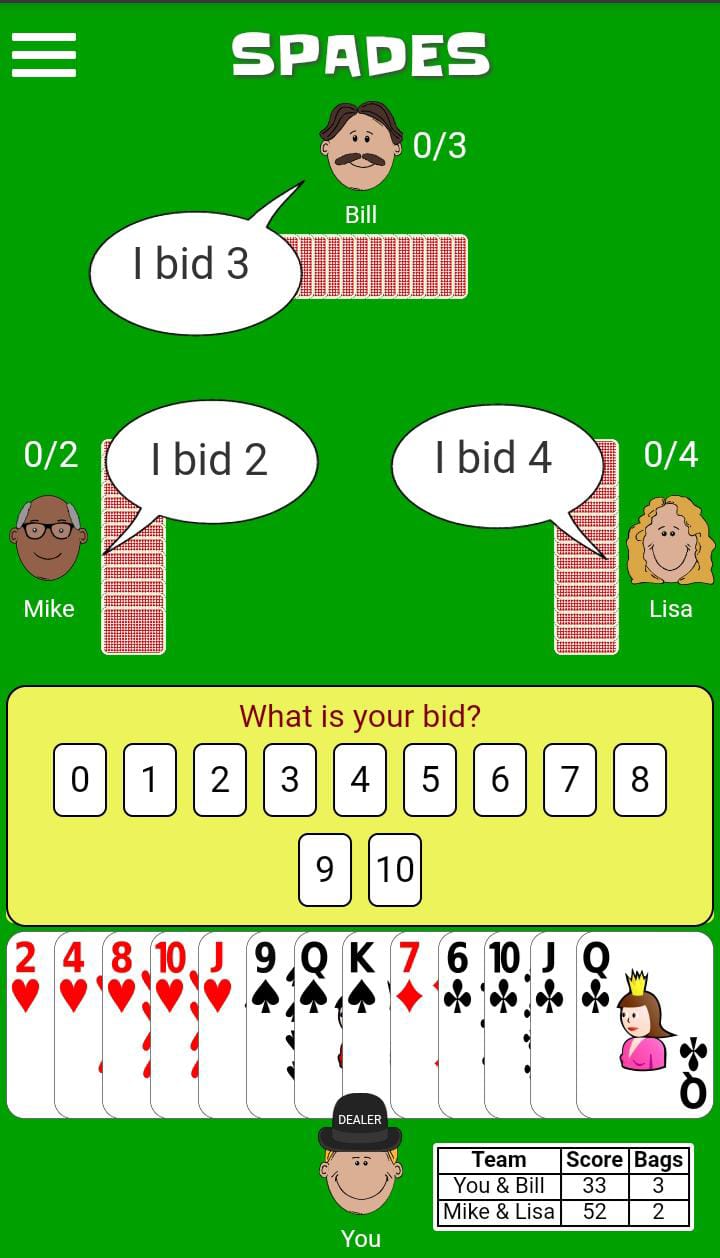 SPADES
0/3
Bill
I bid 3
0/2
I bid 2
I bid 4
0/4
Mike
Lisa
What is your bid?
0 1 2 3 4 5 6 7 8
9 10
2 4 8 10 J 9 Q K 7 6 10 J Q
Q
DEALER
You
Team Score Bags
You & Bill 33 3
Mike & Lisa 52 2